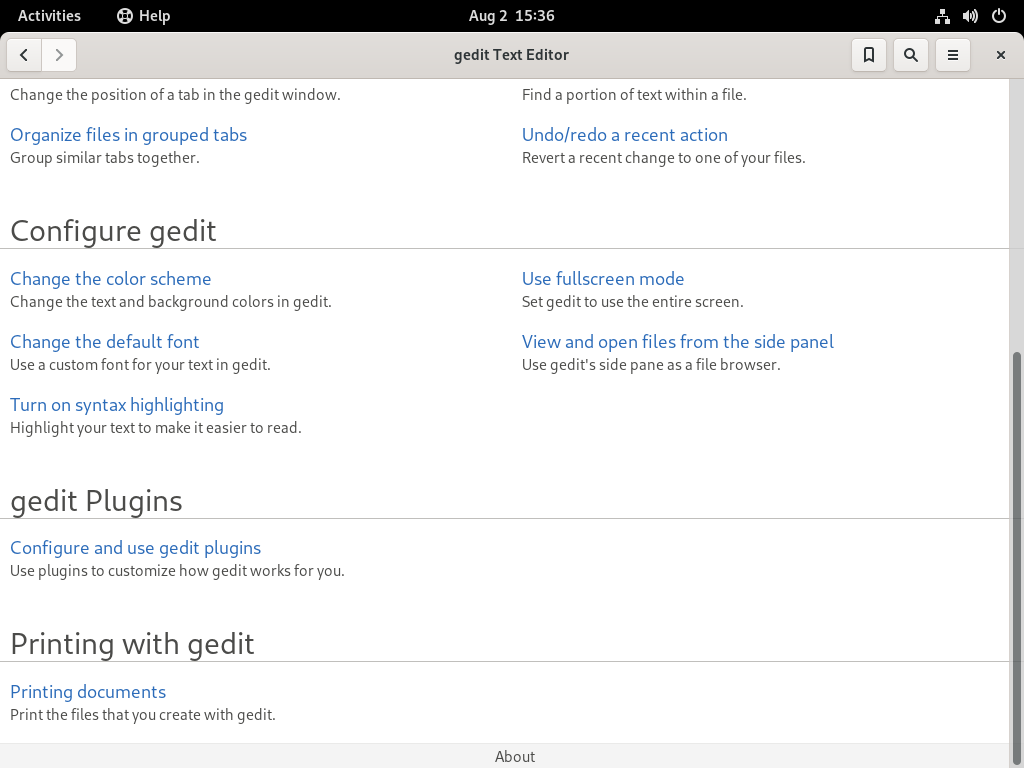 Activities
Help
Aug 2 15:36
gedit Text Editor
Change the position of a tab in the gedit window.
Find a portion of text within a file.
Organize files in grouped tabs
Group similar tabs together.
Undo/redo a recent action
Revert a recent change to one of your files.
Configure gedit
Change the color scheme
Change the text and background colors in gedit.
Use fullscreen mode
Set gedit to use the entire screen.
Change the default font
Use a custom font for your text in gedit.
View and open files from the side panel
Use gedit's side pane as a file browser.
Turn on syntax highlighting
Highlight your text to make it easier to read.
gedit Plugins
Configure and use gedit plugins
Use plugins to customize how gedit works for you.
Printing with gedit
Printing documents
Print the files that you create with gedit.
About